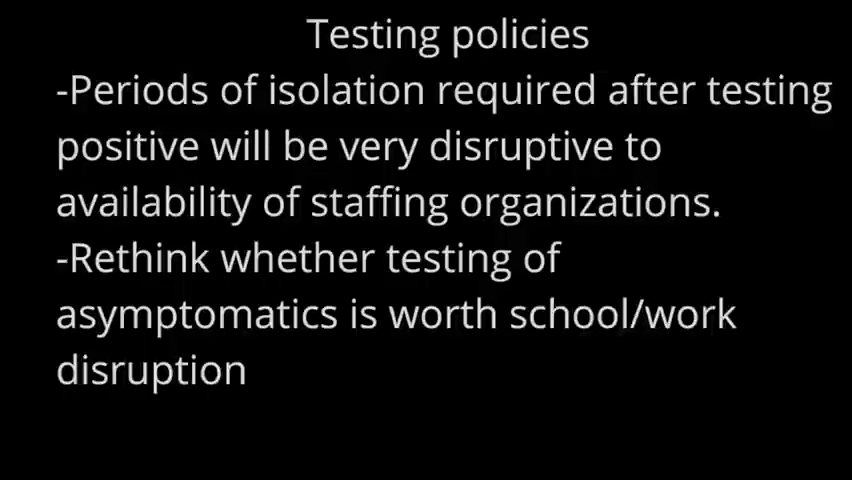 Testing policies
-Periods of isolation required after testing
positive will be very disruptive to
availability of staffing organizations.
-Rethink whether testing of
asymptomatics is worth school/work
disruption